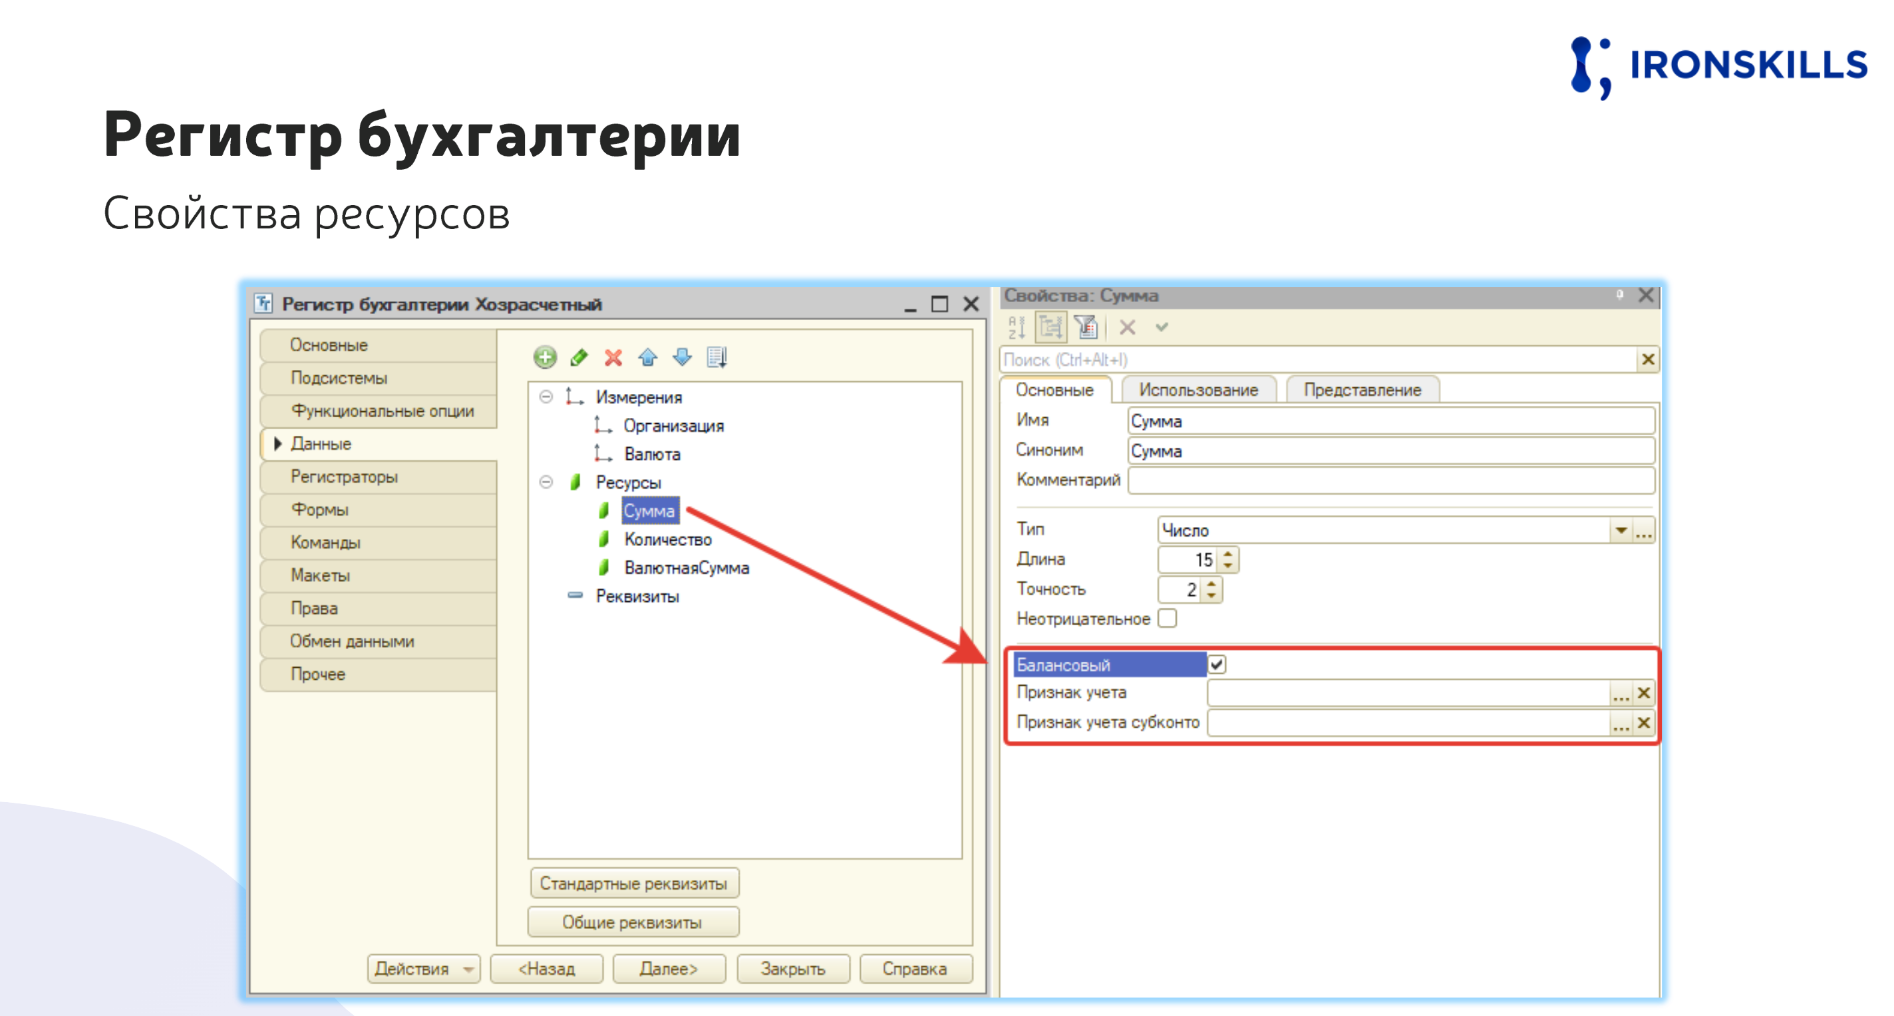 IRONSKILLS
Регистр бухгалтерии
Свойства ресурсов
Регистр бухгалтерии Хозрасчетный
Основные
Подсистемы
Функциональные опции
Данные
Регистраторы
Формы
Команды
Макеты
Права
Обмен данными
Прочее
Измерения
Организация
Валюта
Ресурсы
Сумма
Количество
ВалютнаяСумма
Реквизиты
Стандартные реквизиты
Общие реквизиты
Действия
<Назад
Далее>
Закрыть
Справка
Свойства: Сумма
Поиск (Ctrl+Alt+I)
Основные Использование Представление
Имя Сумма
Синоним Сумма
Комментарий
Тип Число ...
Длина 15
Точность 2
Неотрицательное
Балансовый
Признак учета ...
Признак учета субконто ...